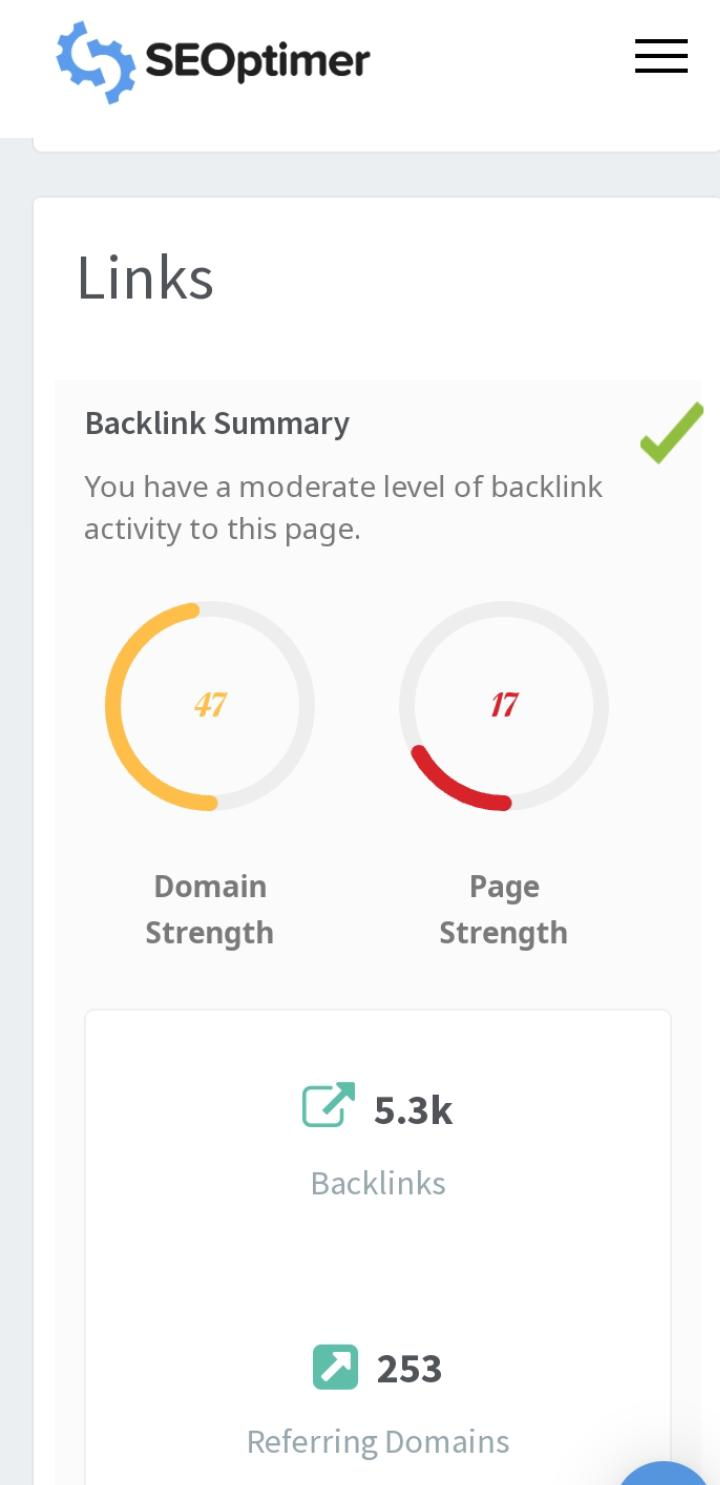 SEOptimer
Links
Backlink Summary
You have a moderate level of backlink
activity to this page.
47
17
Domain
Strength
Page
Strength
5.3k
Backlinks
253
Referring Domains